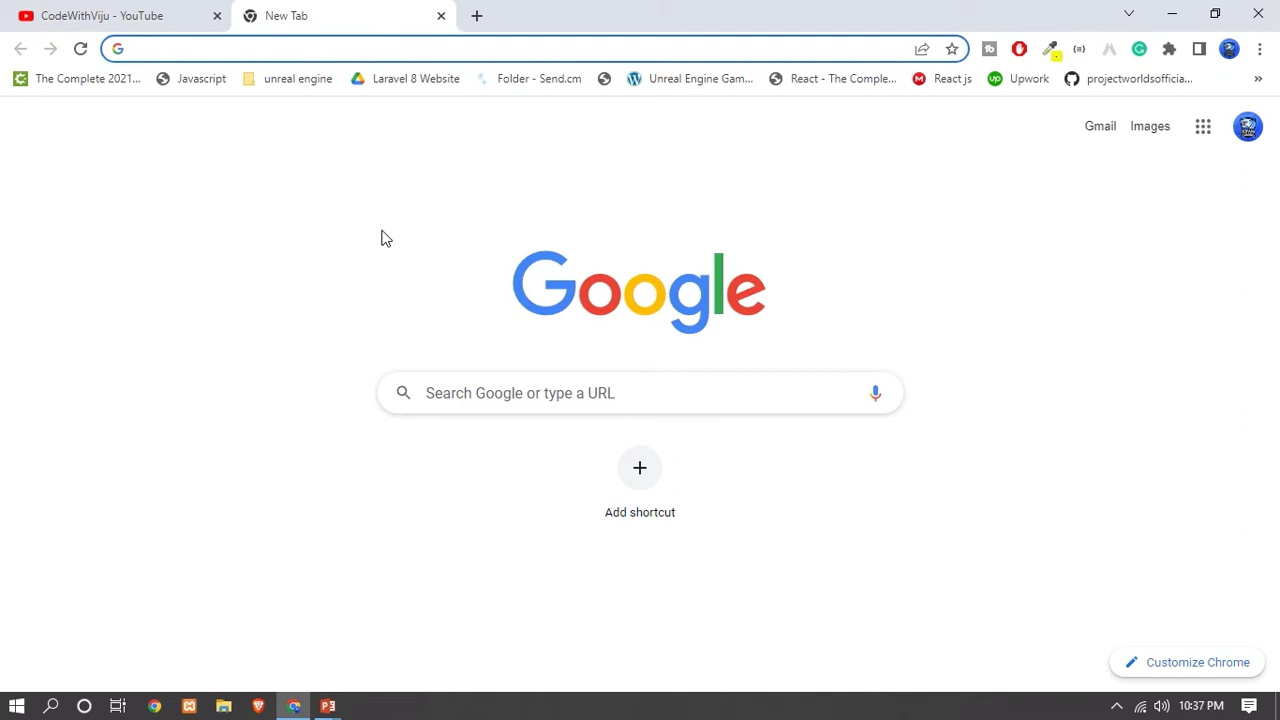 CodeWithViju - YouTube
New Tab
The Complete 2021...
Javascript
unreal engine
Laravel 8 Website
Folder - Send.cm
Unreal Engine Gam...
React - The Comple...
React js
up
Upwork
projectworldsofficia...
Gmail
Images
Google
Search Google or type a URL
Add shortcut
Customize Chrome
10:37 PM